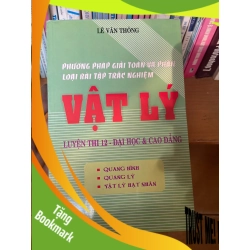 LÊ VĂN THÔNG
PHƯƠNG PHÁP GIẢI TOÁN VÀ PHÂN
LOẠI BÀI TẬP TRẮC NGHIỆM
VẬT LÝ
LUYỆN THI 12 - ĐẠI HỌC & CAO ĐẲNG
• QUANG HÌNH
• QUANG LÝ
• VẬT LÝ HẠT NHÂN
Tặng
Bookmark